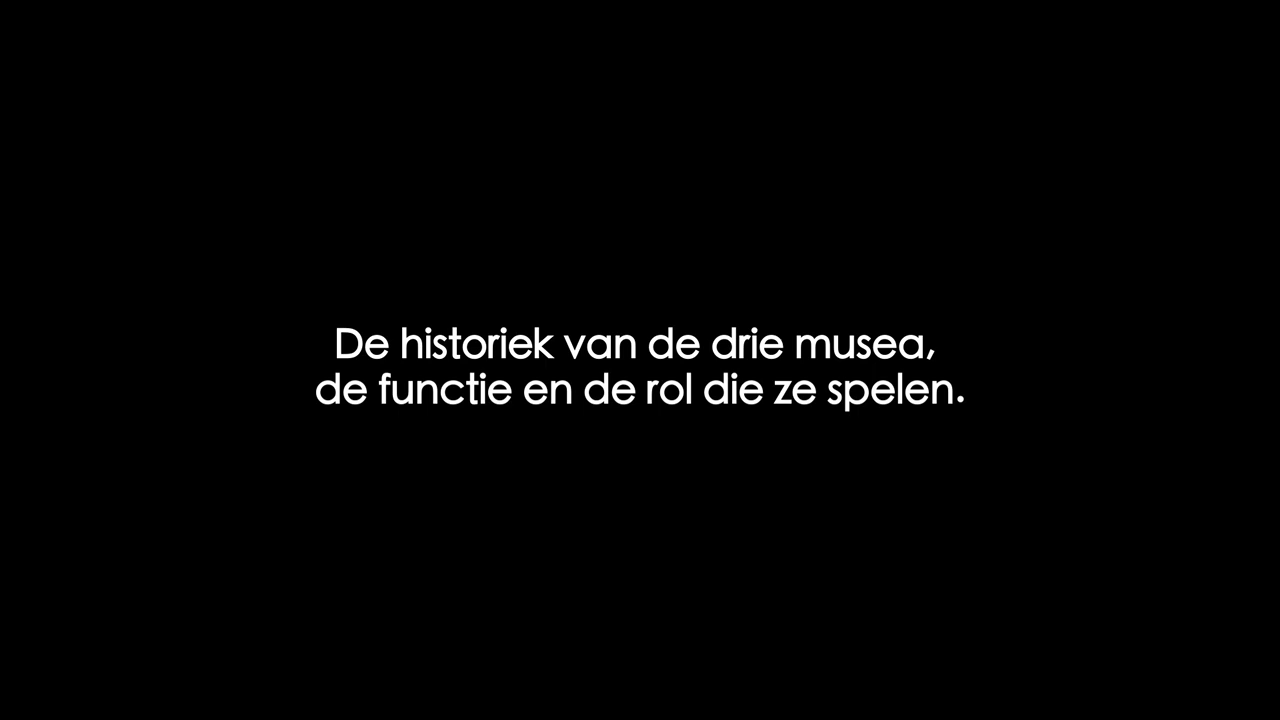 De historiek van de drie musea,
de functie en de rol die ze spelen.